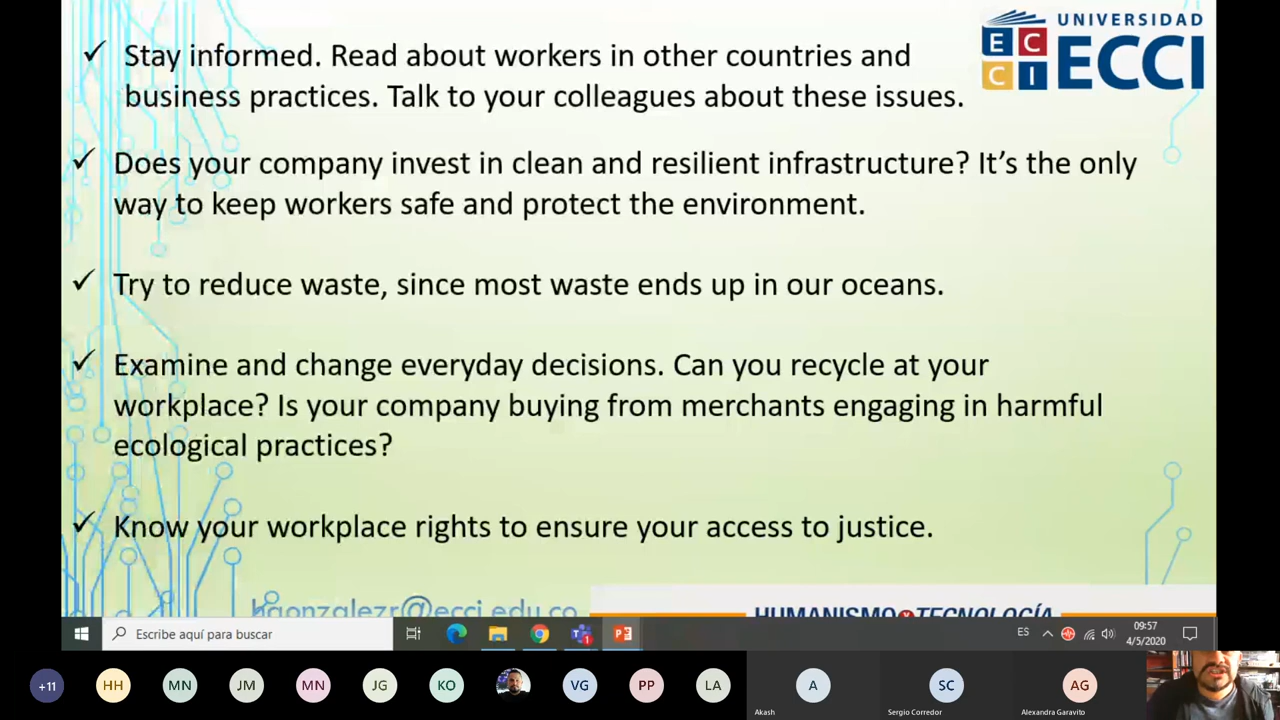 UNIVERSIDAD
E C
C I
ECCI
✓ Stay informed. Read about workers in other countries and
business practices. Talk to your colleagues about these issues.
✓ Does your company invest in clean and resilient infrastructure? It’s the only
way to keep workers safe and protect the environment.
✓ Try to reduce waste, since most waste ends up in our oceans.
✓ Examine and change everyday decisions. Can you recycle at your
workplace? Is your company buying from merchants engaging in harmful
ecological practices?
✓ Know your workplace rights to ensure your access to justice.
hgonzalezr@ecci.edu.co
HUMANISMO Y TECNOLOGÍA
Escribe aquí para buscar
ES
09:57
4/5/2020
+11
HH
MN
JM
MN
JG
KO
VG
PP
LA
A
SC
AG
Akash
Sergio Corredor
Alexandra Garavito